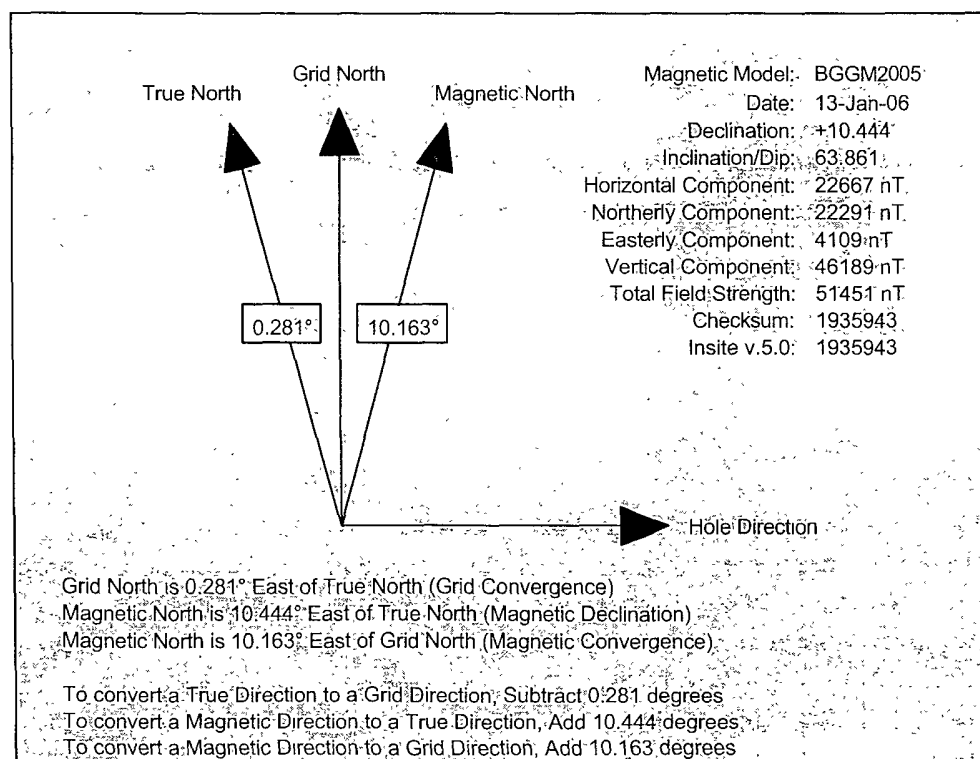 True North
Grid North
Magnetic North
Magnetic Model: BGGM2005
Date: 13-Jan-06
Declination: +10.444°
Inclination/Dip: 63.861
Horizontal Component: 22667 nT
Northerly Component: 22291 nT
Easterly Component: 4109 nT
Vertical Component: 46189 nT
Total Field Strength: 51451 nT
Checksum: 1935943
Insite v.5.0: 1935943
0.281°
10.163°
Hole Direction
Grid North is 0.281° East of True North (Grid Convergence)
Magnetic North is 10.444° East of True North (Magnetic Declination)
Magnetic North is 10.163° East of Grid North (Magnetic Convergence)
To convert a True Direction to a Grid Direction, Subtract 0.281 degrees
To convert a Magnetic Direction to a True Direction, Add 10.444 degrees
To convert a Magnetic Direction to a Grid Direction, Add 10.163 degrees